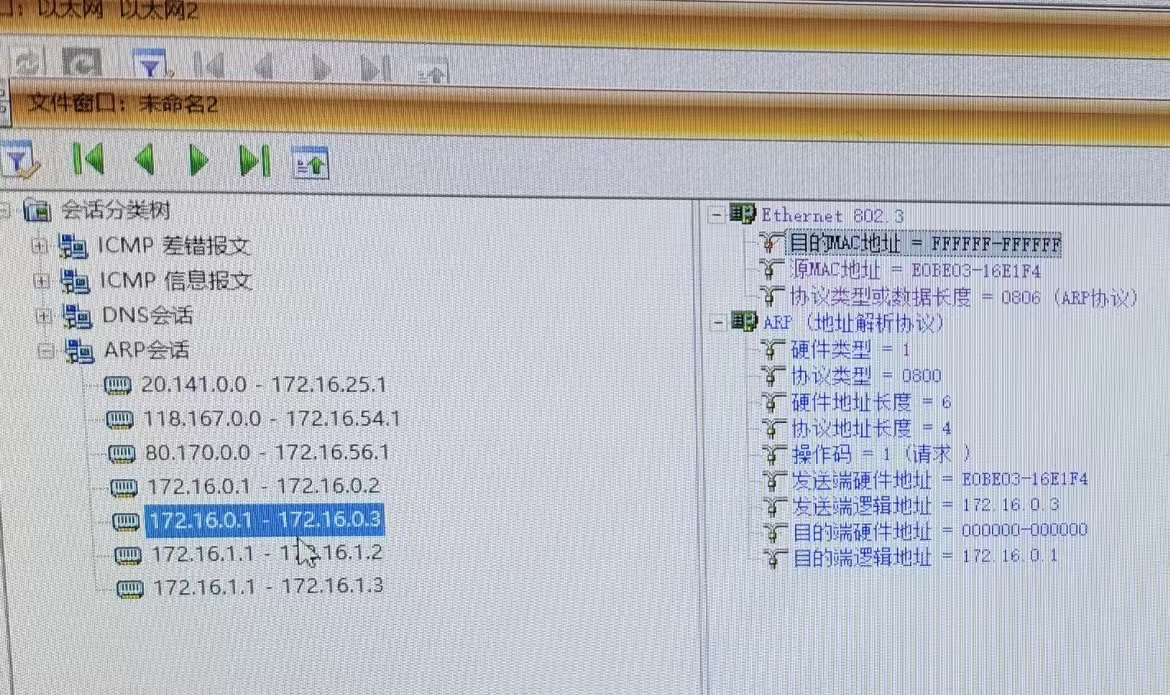 口：以太网 以太网2
文件窗口：未命名2
会话分类树
ICMP 差错报文
ICMP 信息报文
DNS会话
ARP会话
20.141.0.0 - 172.16.25.1
118.167.0.0 - 172.16.54.1
80.170.0.0 - 172.16.56.1
172.16.0.1 - 172.16.0.2
172.16.0.1 - 172.16.0.3
172.16.1.1 - 172.16.1.2
172.16.1.1 - 172.16.1.3
Ethernet 802.3
目的MAC地址 = FFFFFF-FFFFFF
源MAC地址 = E0BE03-16E1F4
协议类型或数据长度 = 0806（ARP协议）
ARP（地址解析协议）
硬件类型 = 1
协议类型 = 0800
硬件地址长度 = 6
协议地址长度 = 4
操作码 = 1（请求 ）
发送端硬件地址 = E0BE03-16E1F4
发送端逻辑地址 = 172.16.0.3
目的端硬件地址 = 000000-000000
目的端逻辑地址 = 172.16.0.1